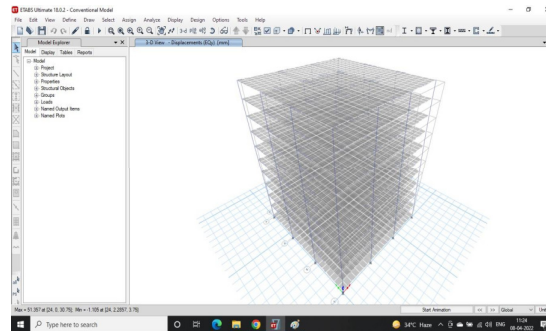 ETABS Ultimate 18.0.2 - Conventional Model
File Edit View Define Draw Select Assign Analyze Display Design Options Tools Help
Model Explorer
3-D View - Displacements (EQy) [mm]
Model Display Tables Reports
Model
Project
Structure Layout
Properties
Structural Objects
Groups
Loads
Named Output Items
Named Plots
Start Animation << >> Global
Type here to search
34°C Haze ENG 11:24
06-04-2022